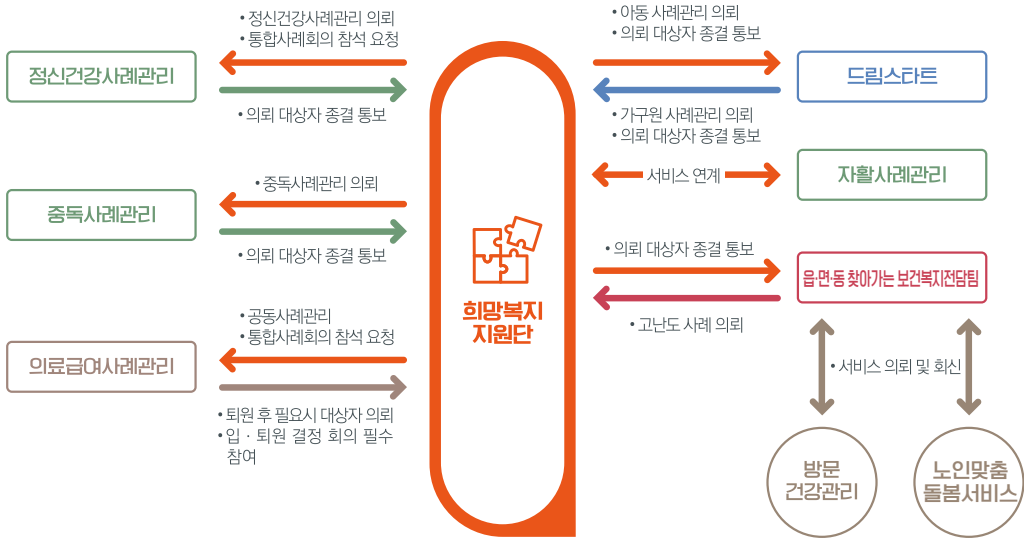 • 정신건강사례관리 의뢰
• 통합사례회의 참석 요청
정신건강사례관리
• 의뢰 대상자 종결 통보
• 중독사례관리 의뢰
중독사례관리
• 의뢰 대상자 종결 통보
• 공동사례관리
• 통합사례회의 참석 요청
의료급여사례관리
• 퇴원 후 필요시 대상자 의뢰
• 입 · 퇴원 결정 회의 필수
참여
희망복지
지원단
• 아동 사례관리 의뢰
• 의뢰 대상자 종결 통보
드림스타트
• 가구원 사례관리 의뢰
• 의뢰 대상자 종결 통보
서비스 연계
자활사례관리
• 의뢰 대상자 종결 통보
읍·면·동 찾아가는 보건복지전담팀
• 고난도 사례 의뢰
• 서비스 의뢰 및 회신
방문
건강관리
노인맞춤
돌봄서비스